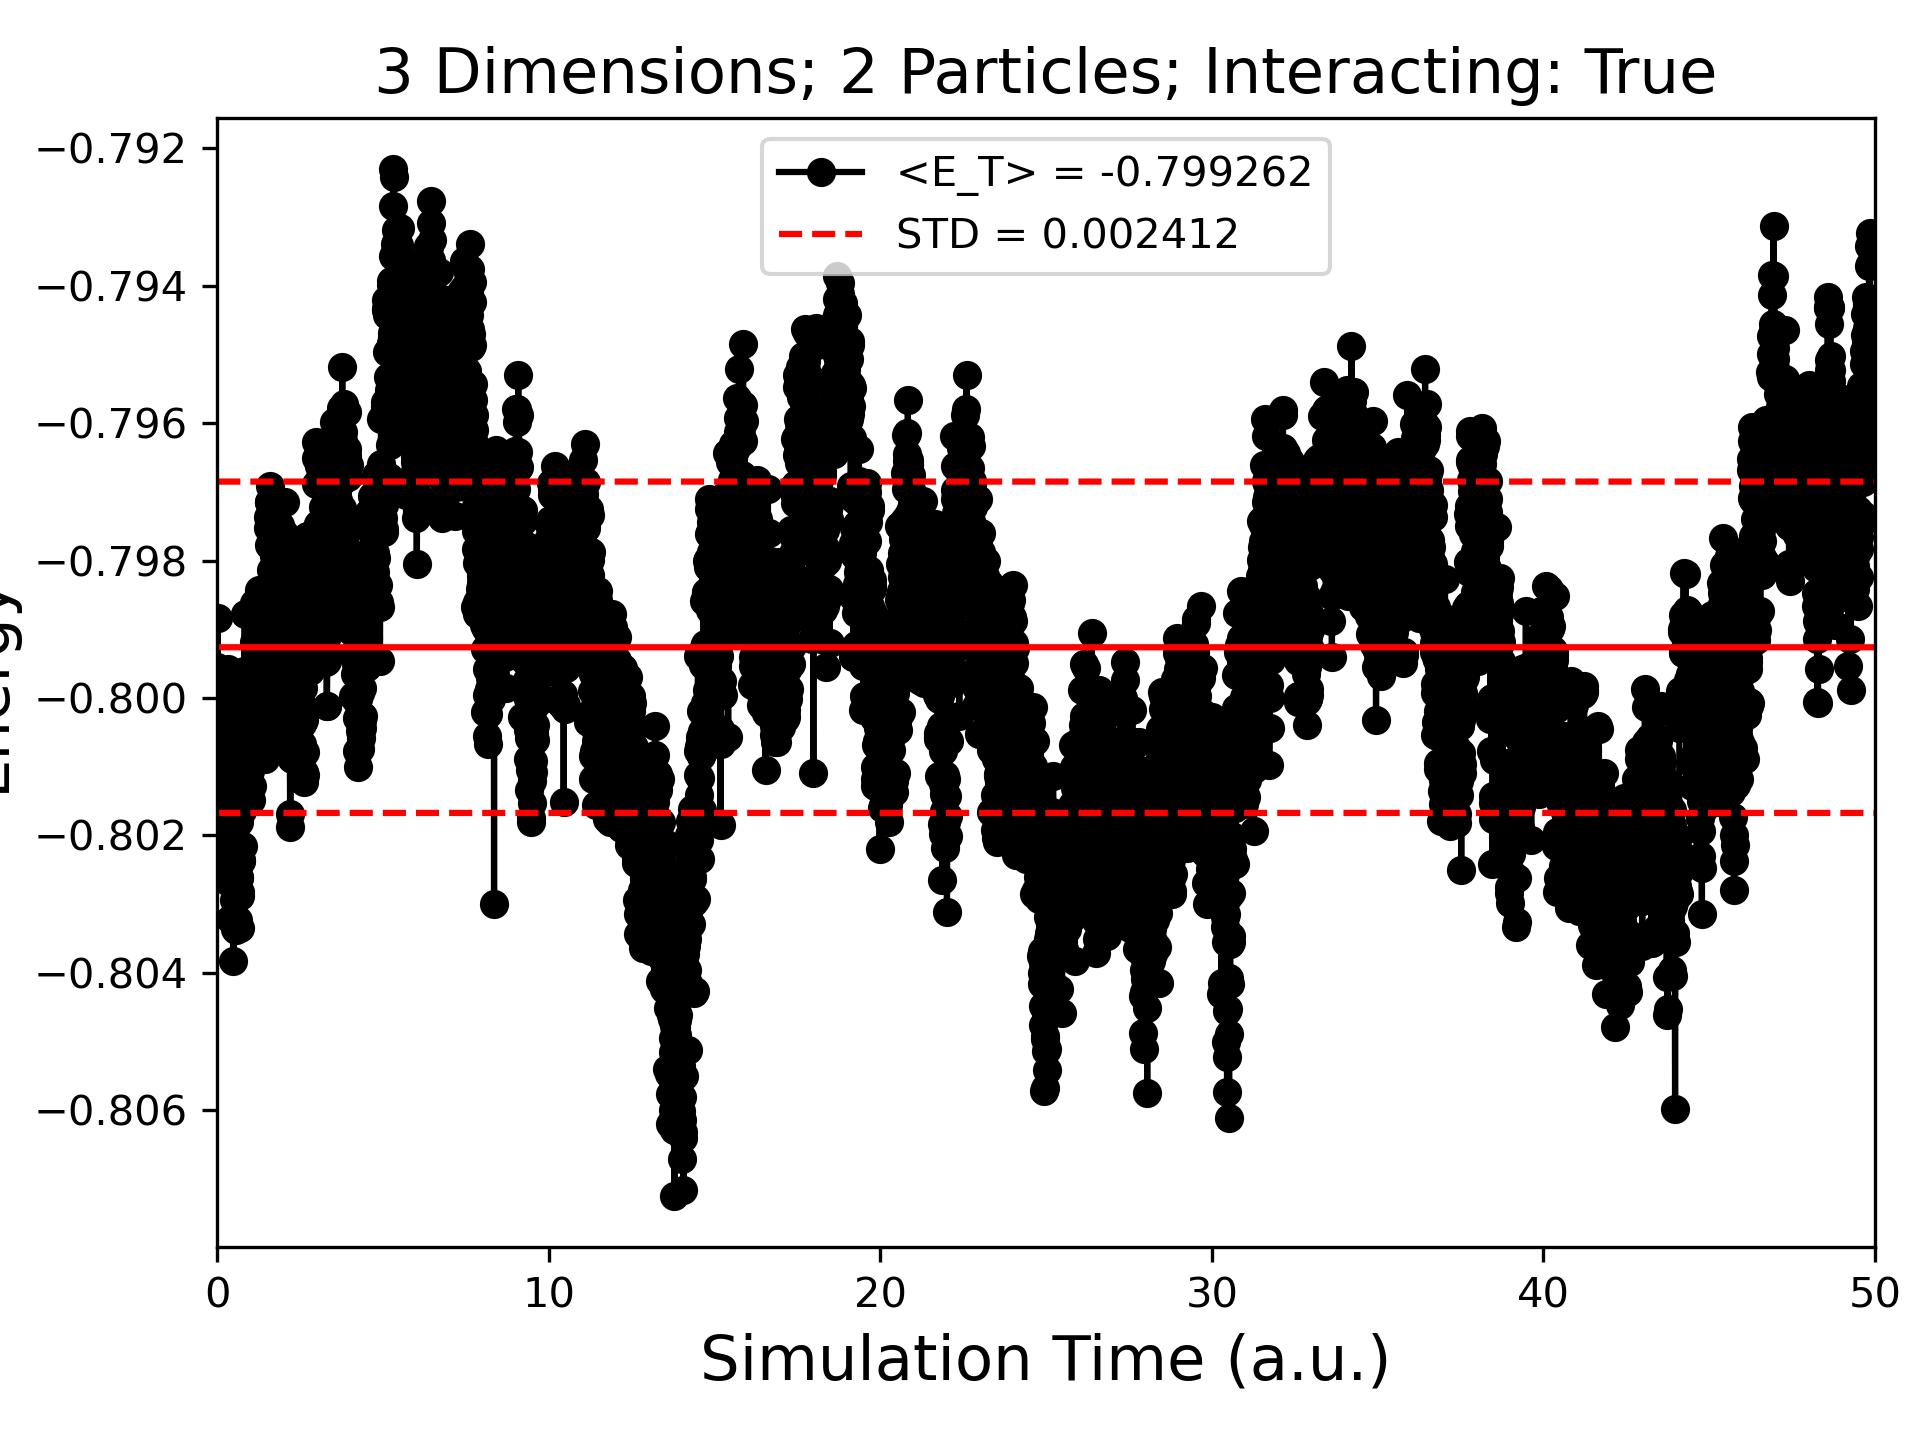 3 Dimensions; 2 Particles; Interacting: True
<E_T> = -0.799262
STD = 0.002412
−0.792
−0.794
−0.796
−0.798
−0.800
−0.802
−0.804
−0.806
Energy
0 10 20 30 40 50
Simulation Time (a.u.)